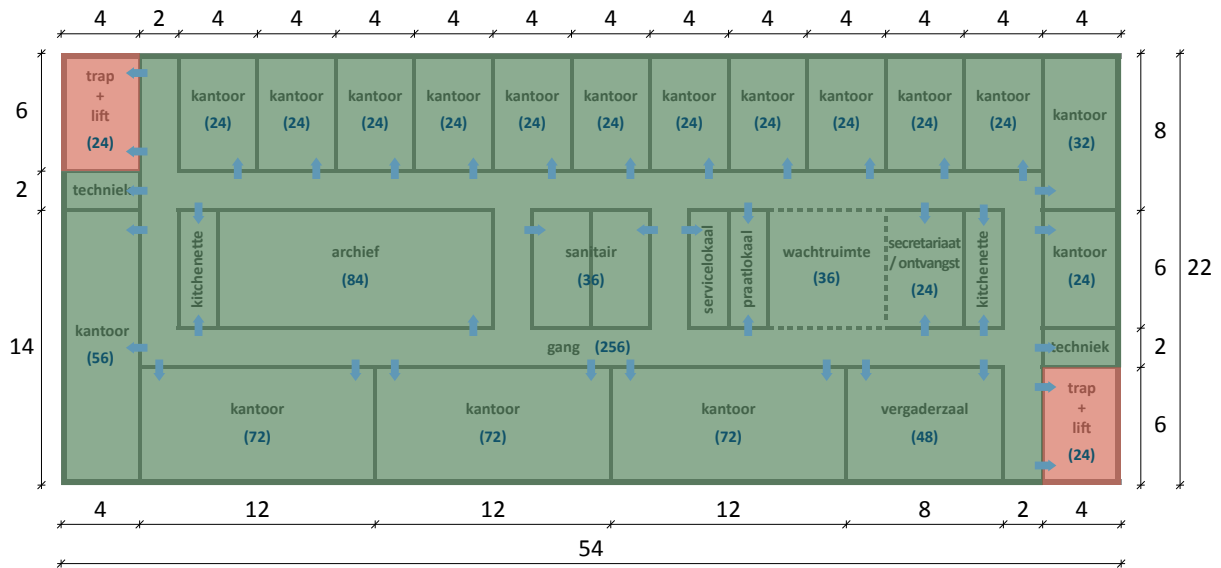 4 2 4 4 4 4 4 4 4 4 4 4 4 4
6
2
14
trap
+
lift
(24)
kantoor kantoor kantoor kantoor kantoor kantoor kantoor kantoor kantoor kantoor kantoor
(24) (24) (24) (24) (24) (24) (24) (24) (24) (24) (24)
kantoor
(32)
8
techniek
kitchenette
archief
(84)
sanitair
(36)
servicelokaal
praatlokaal
wachtruimte
(36)
secretariaat
/ ontvangst
(24)
kitchenette
kantoor
(24)
6
22
kantoor
(56)
gang (256)
techniek
2
kantoor
(72)
kantoor
(72)
kantoor
(72)
vergaderzaal
(48)
trap
+
lift
(24)
6
4 12 12 12 8 2 4
54